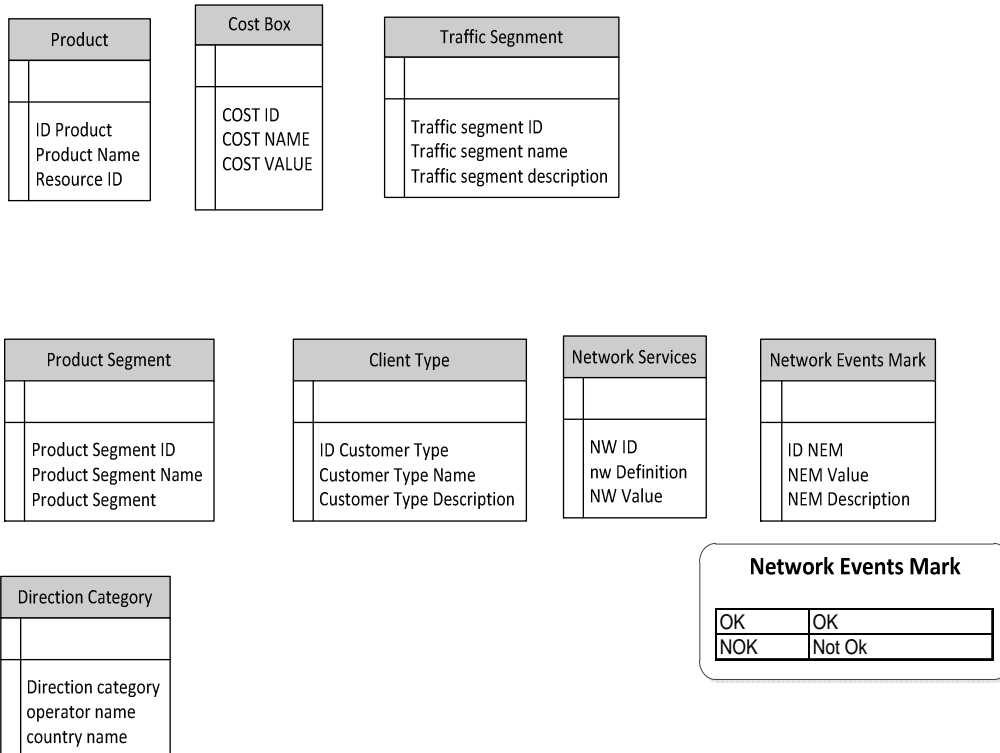 Product
ID Product
Product Name
Resource ID
Cost Box
COST ID
COST NAME
COST VALUE
Traffic Segnment
Traffic segment ID
Traffic segment name
Traffic segment description
Product Segment
Product Segment ID
Product Segment Name
Product Segment
Client Type
ID Customer Type
Customer Type Name
Customer Type Description
Network Services
NW ID
nw Definition
NW Value
Network Events Mark
ID NEM
NEM Value
NEM Description
Network Events Mark
OK OK
NOK Not Ok
Direction Category
Direction category
operator name
country name